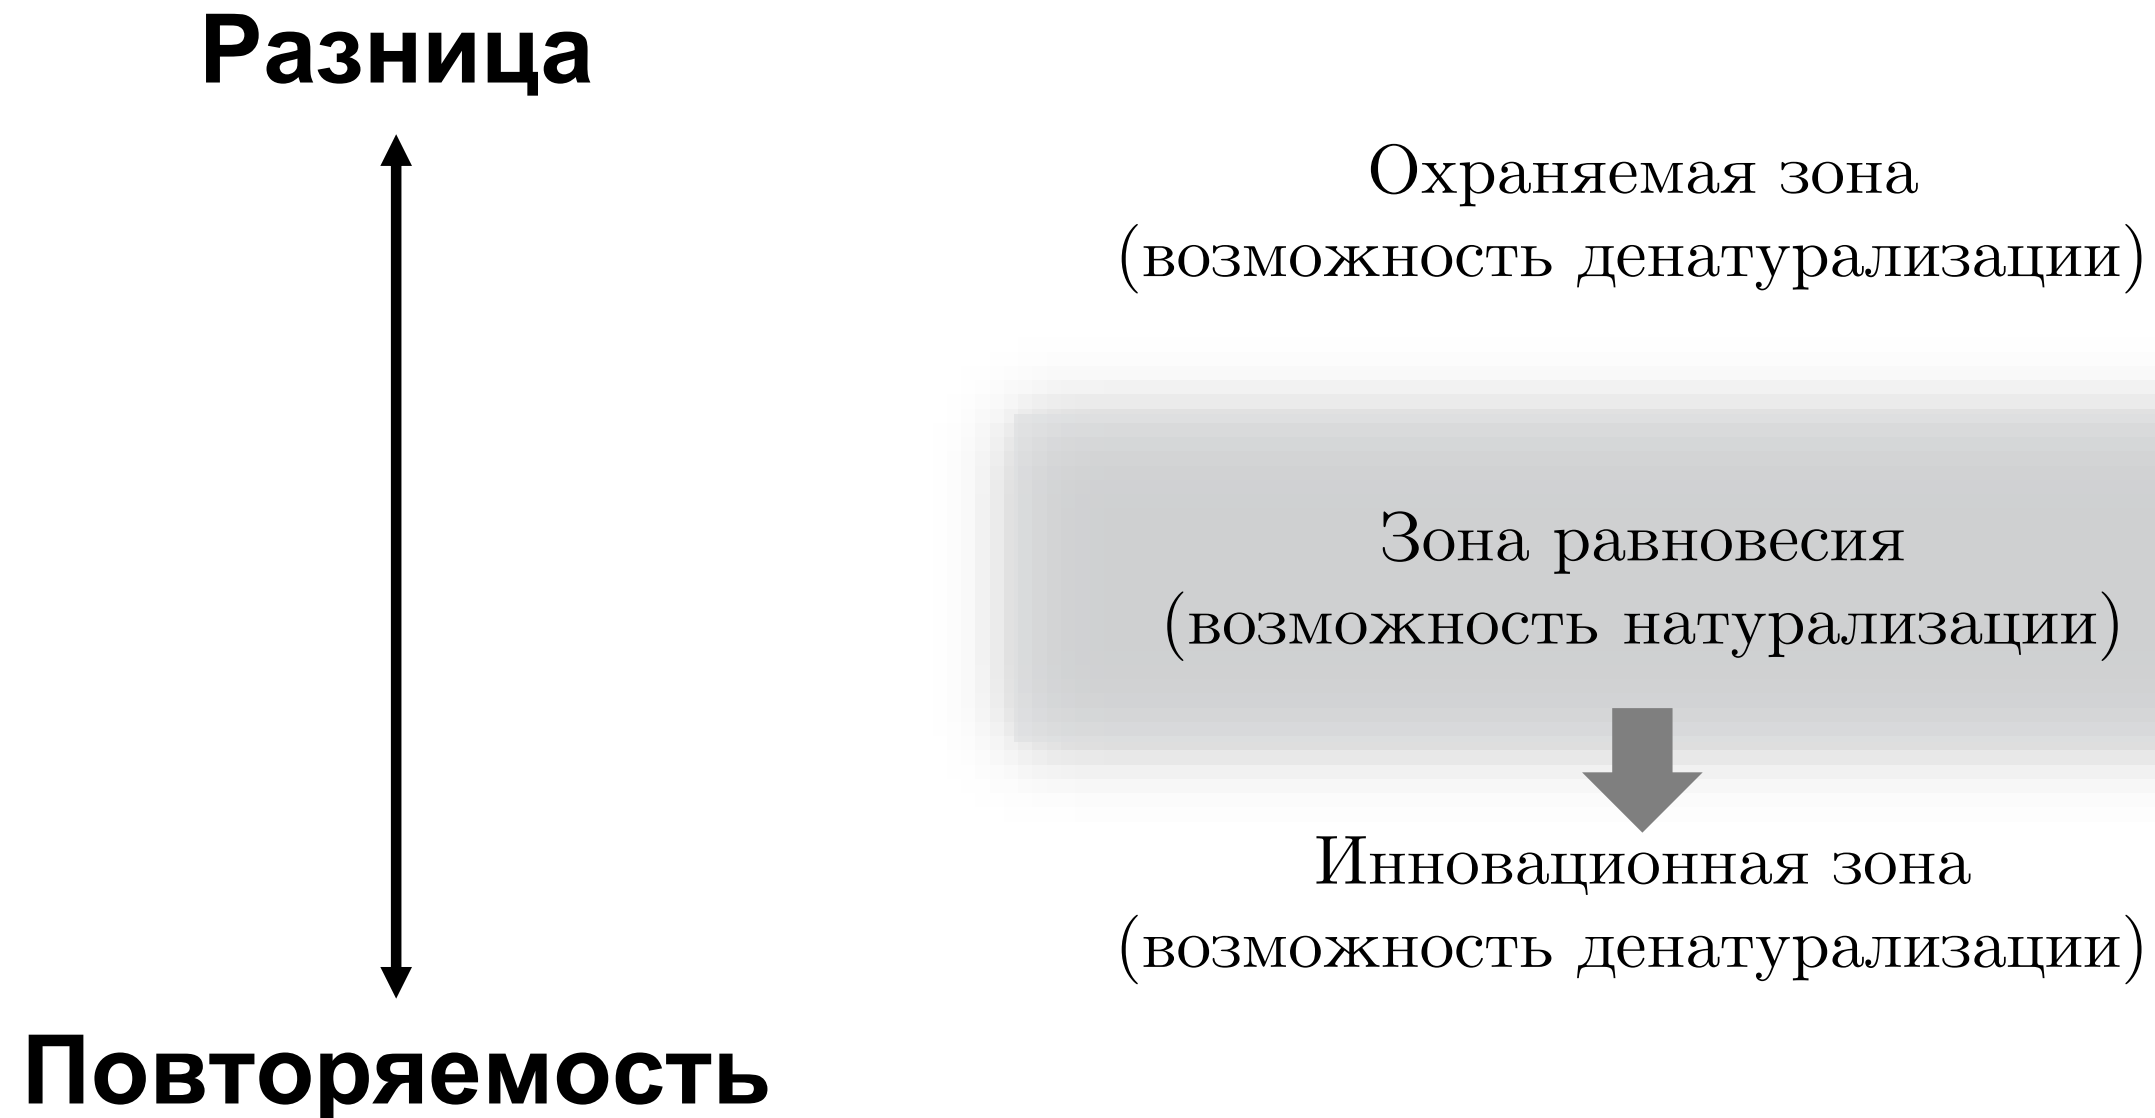 Разница
Охраняемая зона
(возможность денатурализации)
Зона равновесия
(возможность натурализации)
Инновационная зона
(возможность денатурализации)
Повторяемость